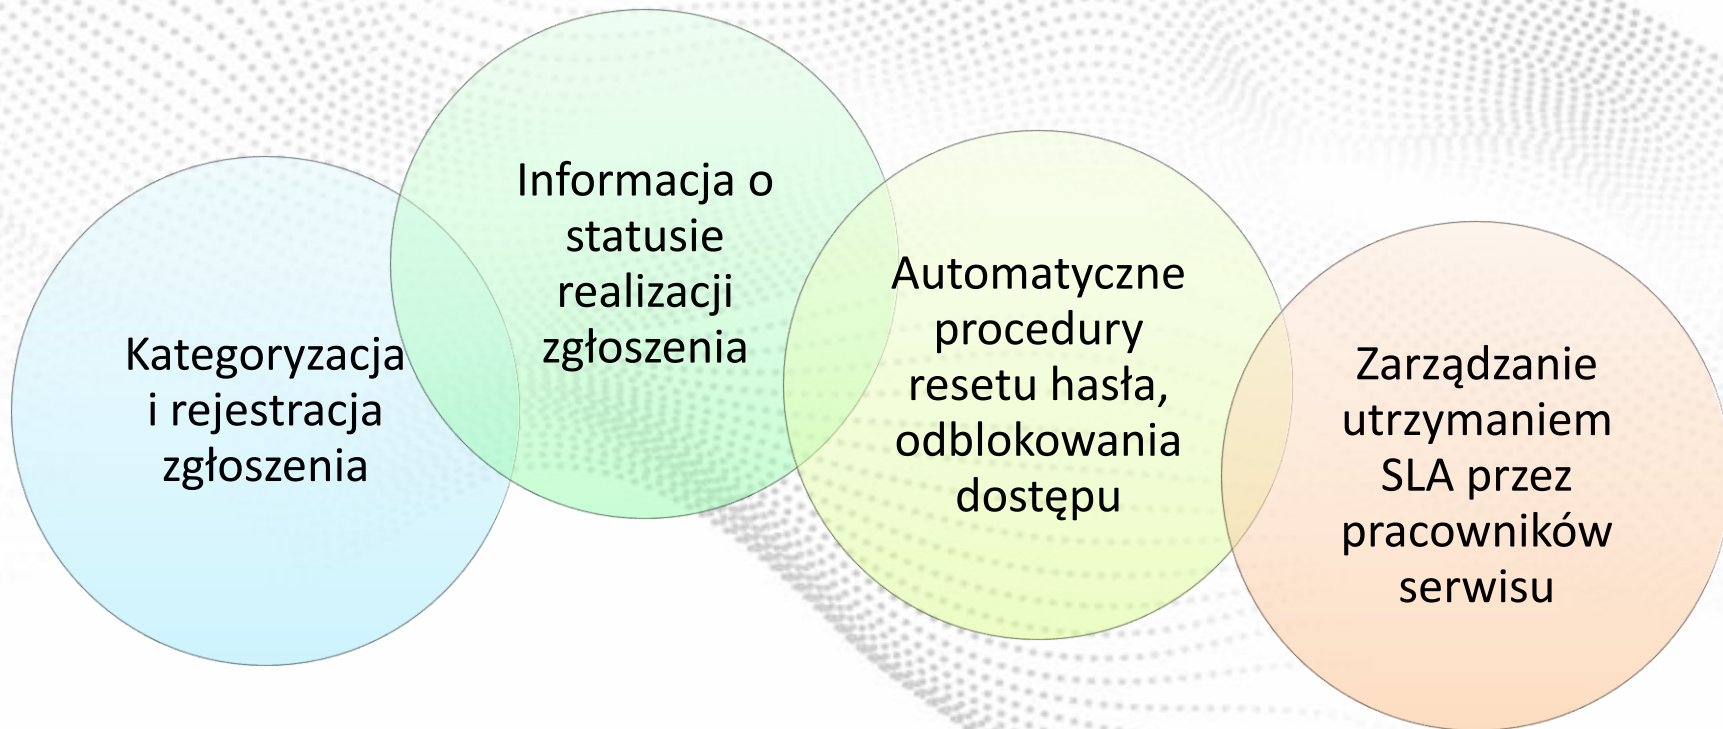 Kategoryzacja
i rejestracja
zgłoszenia
Informacja o
statusie
realizacji
zgłoszenia
Automatyczne
procedury
resetu hasła,
odblokowania
dostępu
Zarządzanie
utrzymaniem
SLA przez
pracowników
serwisu